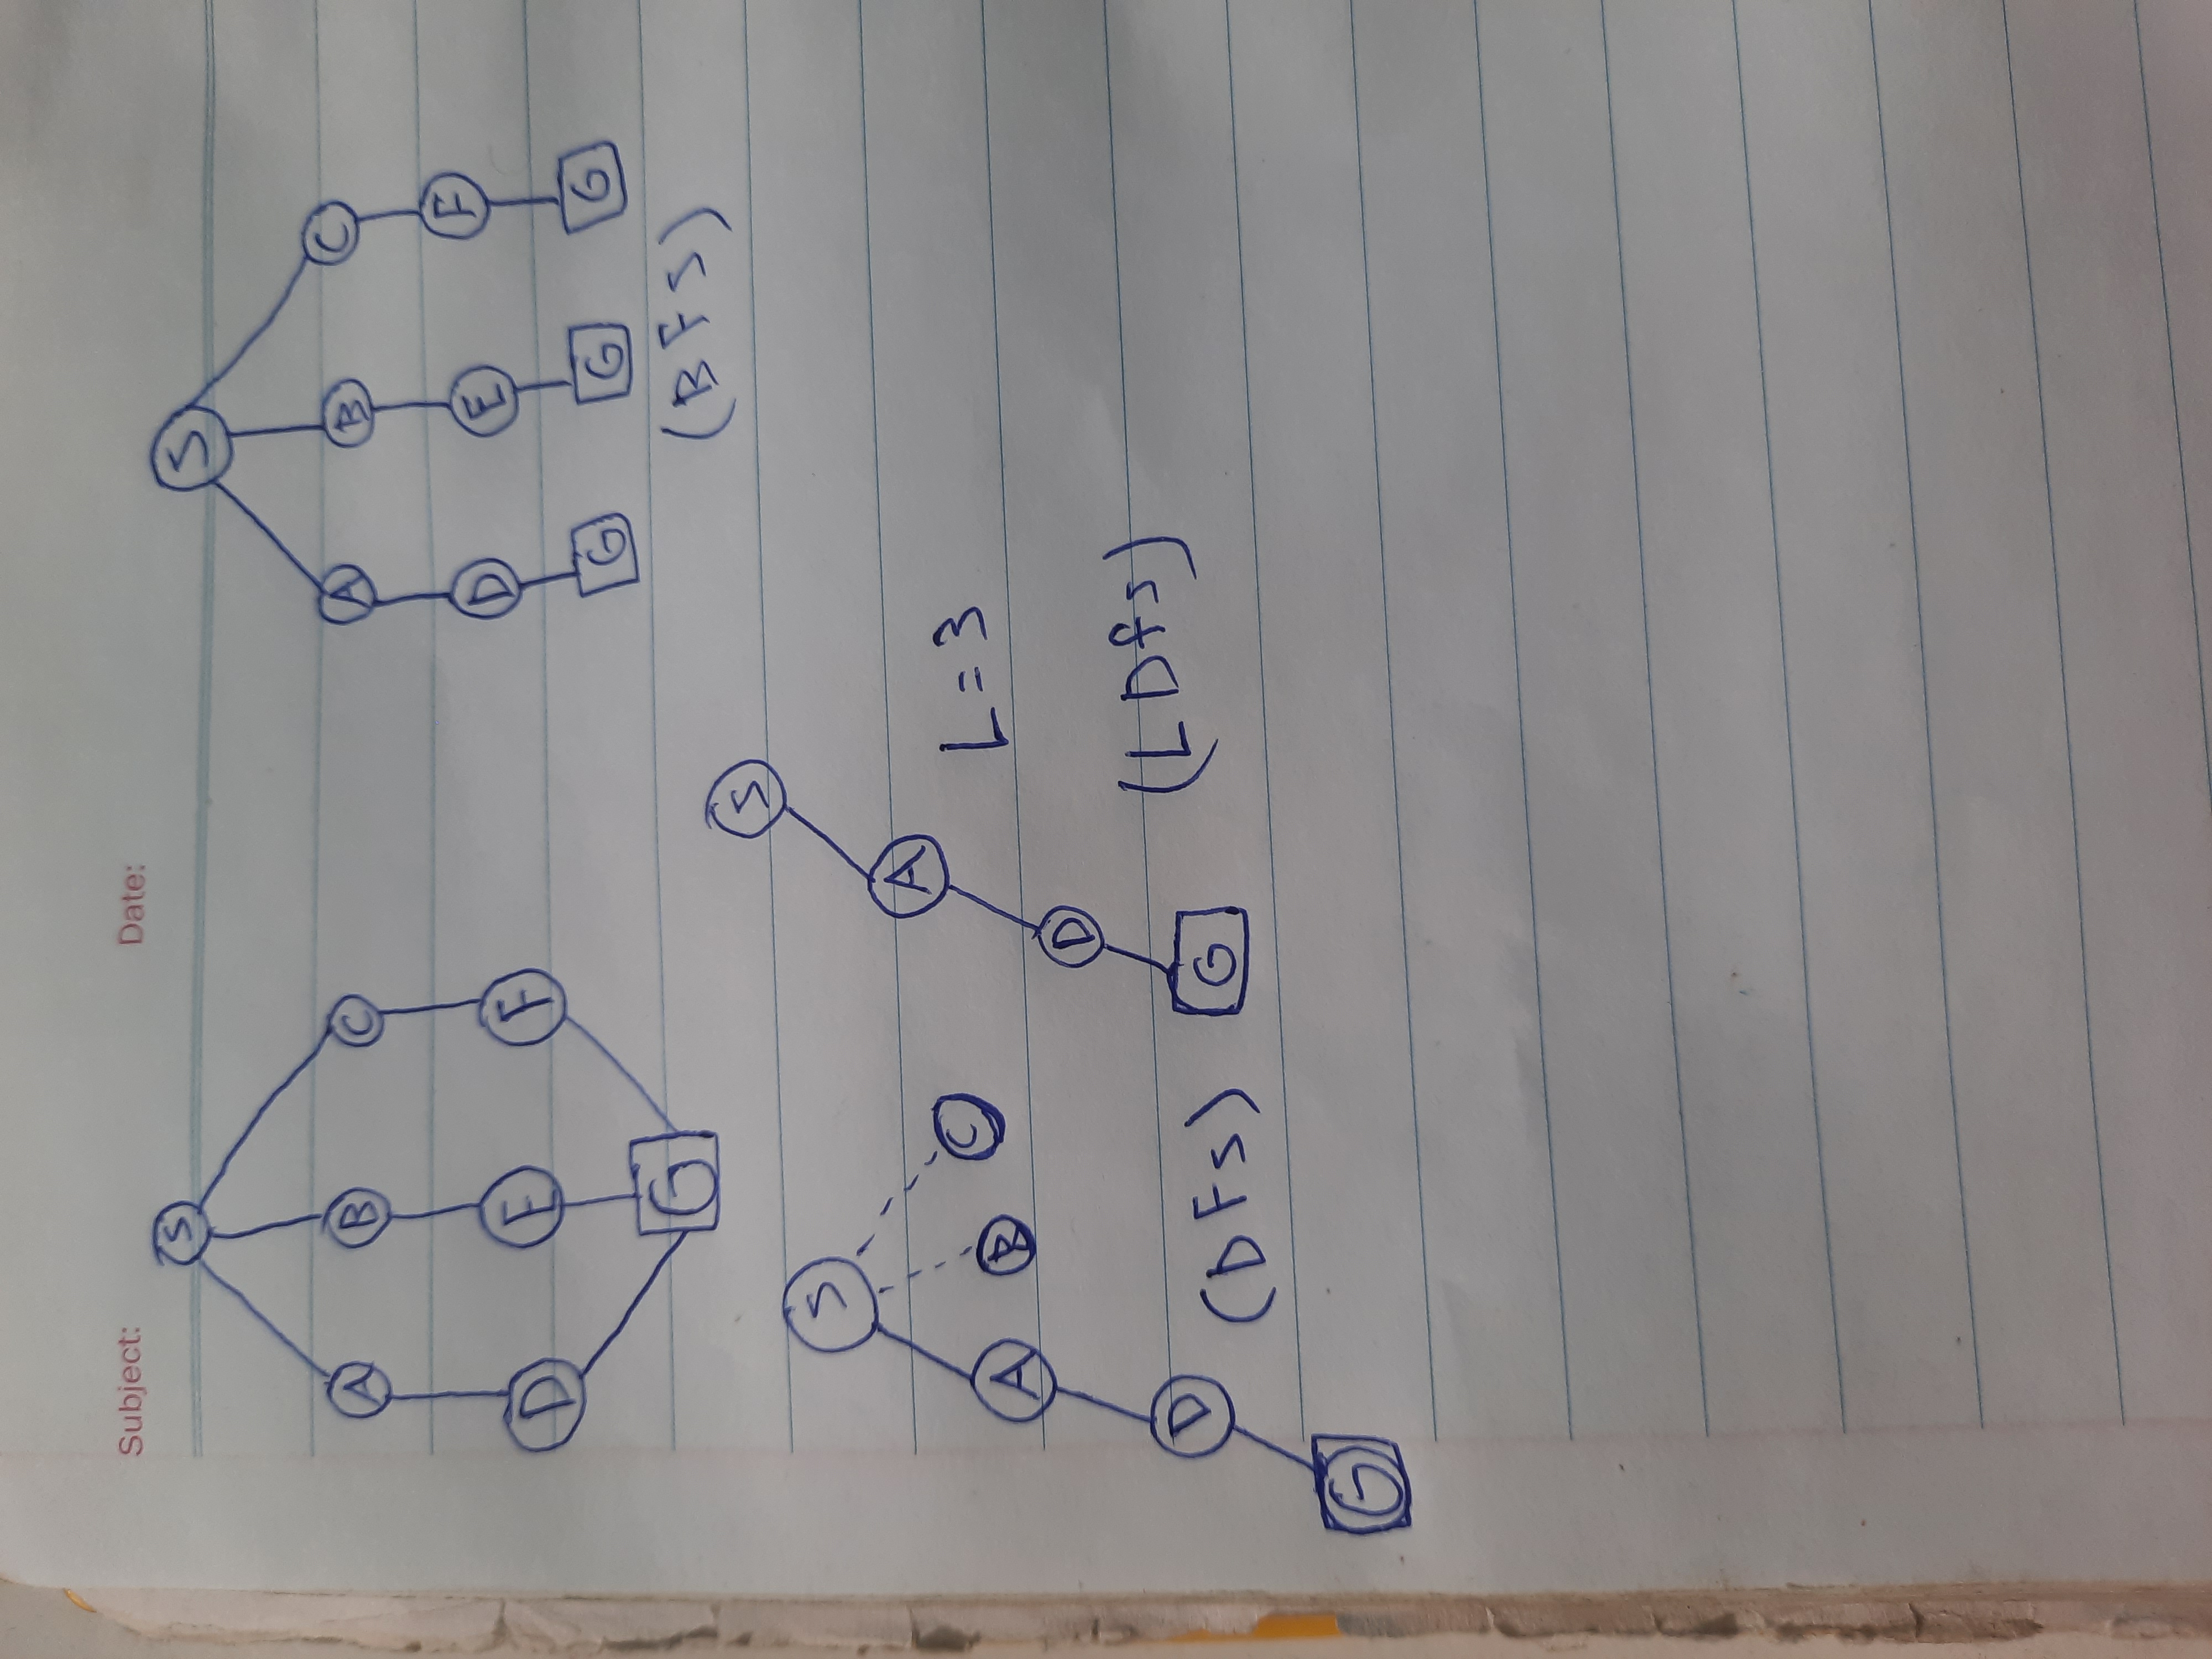 Subject: Date:
S
A B C
D E F
G
S
A B C
D E F
G G G
(BFS)
S
A B C
D
G
(DFS)
S
A
D
G
L=3
(LDfs)